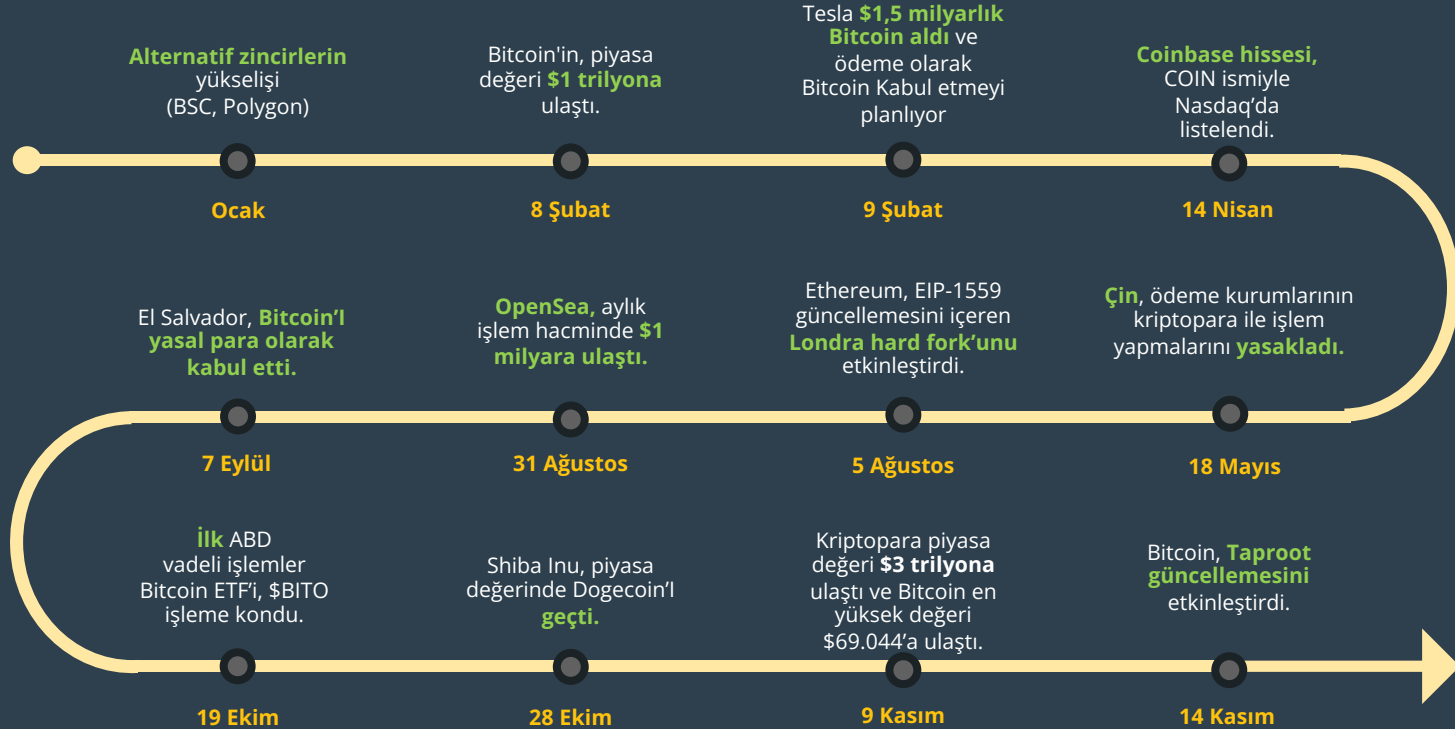 Alternatif zincirlerin
yükselişi
(BSC, Polygon)
Ocak
Bitcoin'in, piyasa
değeri $1 trilyona
ulaştı.
8 Şubat
Tesla $1,5 milyarlık
Bitcoin aldı ve
ödeme olarak
Bitcoin Kabul etmeyi
planlıyor
9 Şubat
Coinbase hissesi,
COIN ismiyle
Nasdaq’da
listelendi.
14 Nisan
Çin, ödeme kurumlarının
kriptopara ile işlem
yapmalarını yasakladı.
18 Mayıs
Ethereum, EIP-1559
güncellemesini içeren
Londra hard fork’unu
etkinleştirdi.
5 Ağustos
OpenSea, aylık
işlem hacminde $1
milyara ulaştı.
31 Ağustos
El Salvador, Bitcoin’I
yasal para olarak
kabul etti.
7 Eylül
İlk ABD
vadeli işlemler
Bitcoin ETF’i, $BITO
işleme kondu.
19 Ekim
Shiba Inu, piyasa
değerinde Dogecoin’I
geçti.
28 Ekim
Kriptopara piyasa
değeri $3 trilyona
ulaştı ve Bitcoin en
yüksek değeri
$69.044’a ulaştı.
9 Kasım
Bitcoin, Taproot
güncellemesini
etkinleştirdi.
14 Kasım